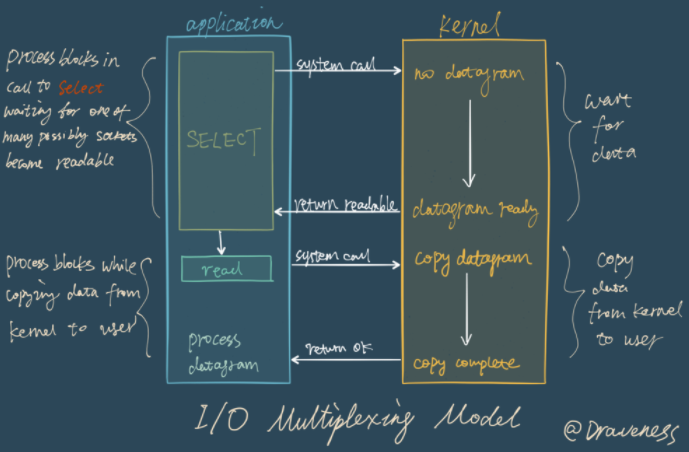 application
kernel
process blocks in
call to select
waiting for one of
many possibly sockets
become readable
SELECT
system call
no datagram
wait
for
data
return readable
datagram ready
process blocks while
copying data from
kernel to user
read
system call
copy datagram
copy
data
from kernel
to user
process
datagram
return ok
copy complete
I/O Multiplexing Model
@Draveness